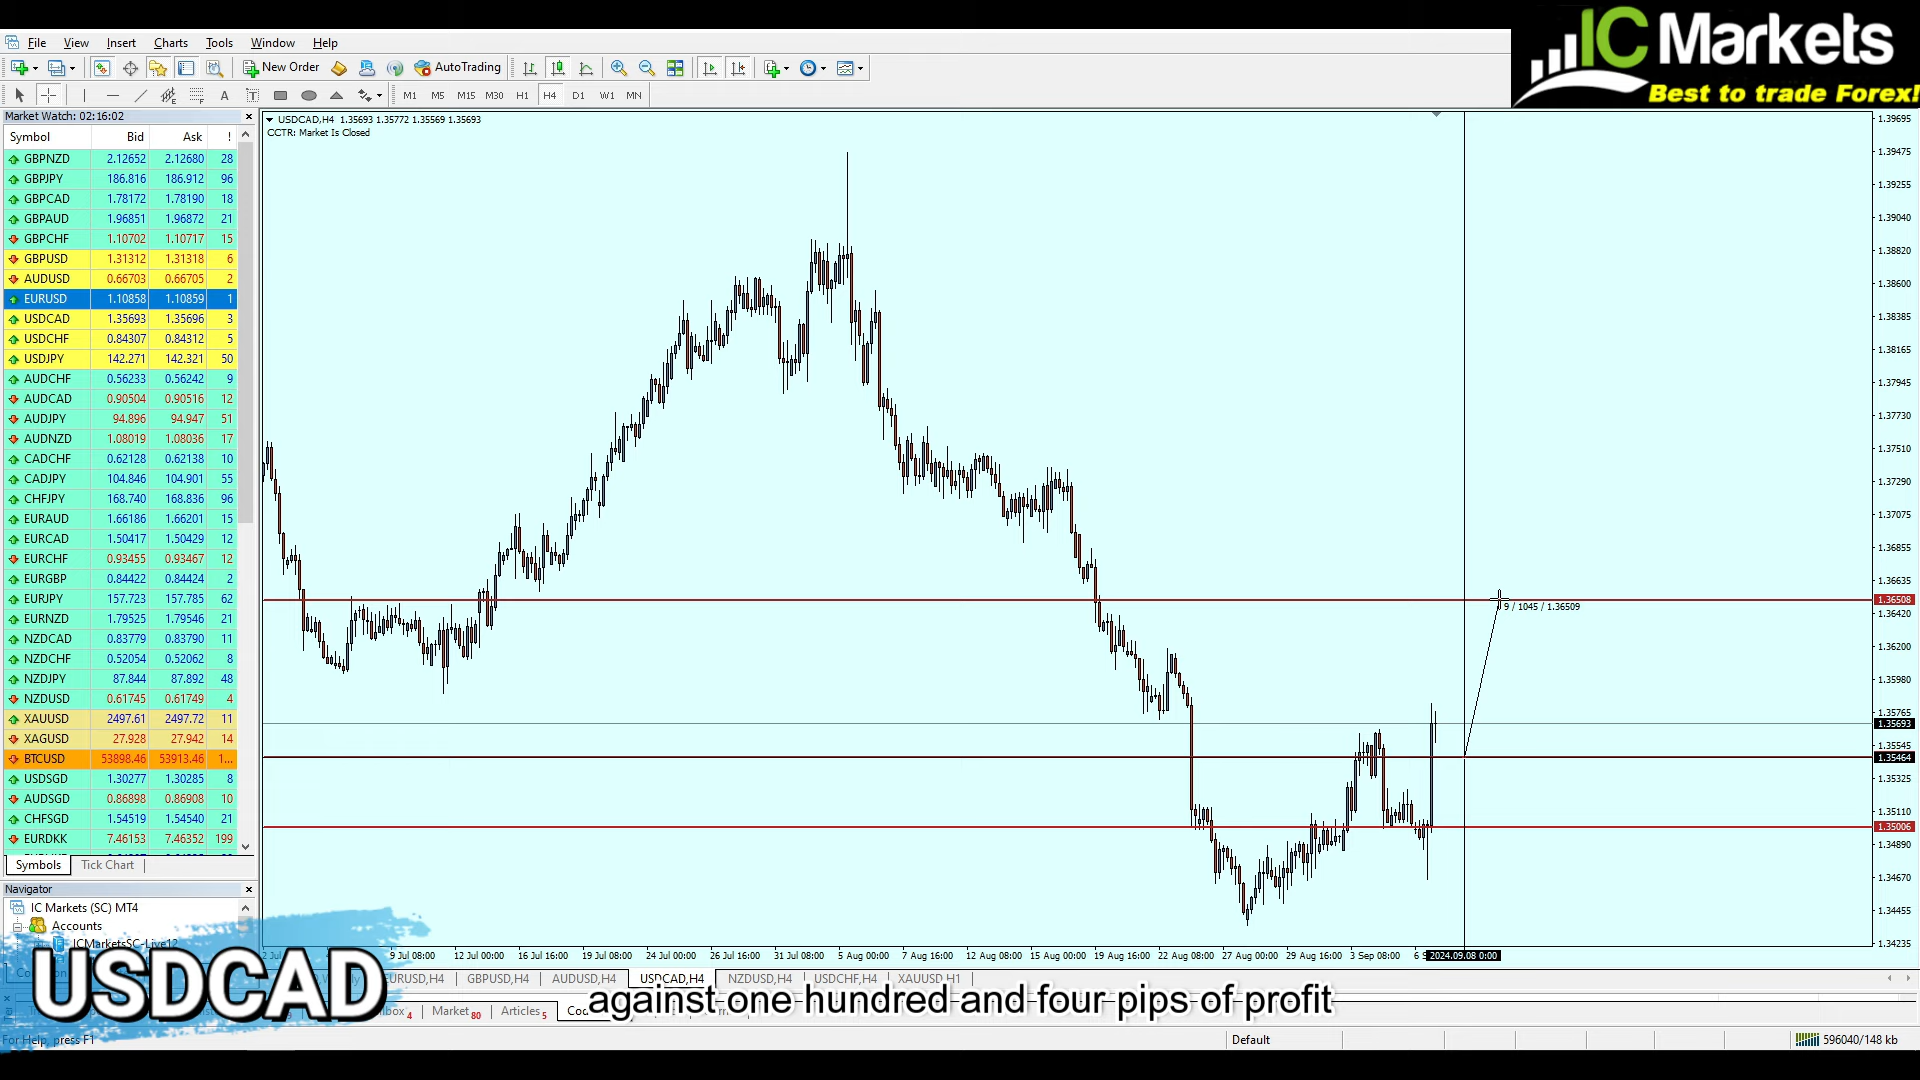 IC Markets
Best to trade Forex!
File View Insert Charts Tools Window Help
New Order AutoTrading
A T M1 M5 M15 M30 H1 H4 D1 W1 MN
Market Watch: 02:16:02
Symbol Bid Ask !
GBPNZD 2.12652 2.12680 28
GBPJPY 186.816 186.912 96
GBPCAD 1.78172 1.78190 18
GBPAUD 1.96851 1.96872 21
GBPCHF 1.10702 1.10717 15
GBPUSD 1.31312 1.31318 6
AUDUSD 0.66703 0.66705 2
EURUSD 1.10858 1.10859 1
USDCAD 1.35693 1.35696 3
USDCHF 0.84307 0.84312 5
USDJPY 142.271 142.321 50
AUDCHF 0.56233 0.56242 9
AUDCAD 0.90504 0.90516 12
AUDJPY 94.896 94.947 51
AUDNZD 1.08019 1.08036 17
CADCHF 0.62128 0.62138 10
CADJPY 104.846 104.901 55
CHFJPY 168.740 168.836 96
EURAUD 1.66186 1.66201 15
EURCAD 1.50417 1.50429 12
EURCHF 0.93455 0.93467 12
EURGBP 0.84422 0.84424 2
EURJPY 157.723 157.785 62
EURNZD 1.79525 1.79546 21
NZDCAD 0.83779 0.83790 11
NZDCHF 0.52054 0.52062 8
NZDJPY 87.844 87.892 48
NZDUSD 0.61745 0.61749 4
XAUUSD 2497.61 2497.72 11
XAGUSD 27.928 27.942 14
BTCUSD 53898.46 53913.46 1...
USDSGD 1.30277 1.30285 8
AUDSGD 0.86898 0.86908 10
CHFSGD 1.54519 1.54540 21
EURDKK 7.46153 7.46352 199
Symbols Tick Chart
Navigator
IC Markets (SC) MT4
Accounts
ICMarketsSC-Live12
USDCAD,H4 1.35693 1.35772 1.35569 1.35693
CCTR: Market Is Closed
1.39695
1.39475
1.39255
1.39040
1.38820
1.38600
1.38385
1.38165
1.37945
1.37730
1.37510
1.37290
1.37075
1.36855
1.36635
1.36508
1.36420
1.36200
1.35980
1.35765
1.35693
1.35545
1.35464
1.35325
1.35110
1.35006
1.34890
1.34670
1.34455
1.34235
9 / 1045 / 1.36509
2 Jul 9 Jul 08:00 12 Jul 00:00 16 Jul 16:00 19 Jul 08:00 24 Jul 00:00 26 Jul 16:00 31 Jul 08:00 5 Aug 00:00 7 Aug 16:00 12 Aug 08:00 15 Aug 00:00 19 Aug 16:00 22 Aug 08:00 27 Aug 00:00 29 Aug 16:00 3 Sep 08:00 6 S 2024.09.08 0:00
EURUSD,H4 GBPUSD,H4 AUDUSD,H4 USDCAD,H4 NZDUSD,H4 USDCHF,H4 XAUUSD,H1
USDCAD
against one hundred and four pips of profit
Market 80 Articles 5
For Help, press F1
Default
596040/148 kb